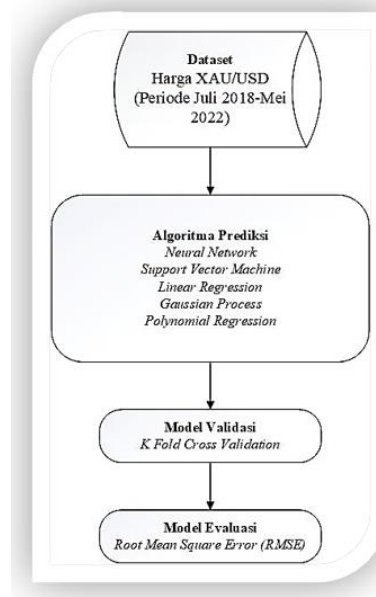 Dataset
Harga XAU/USD
(Periode Juli 2018-Mei
2022)
Algoritma Prediksi
Neural Network
Support Vector Machine
Linear Regression
Gaussian Process
Polynomial Regression
Model Validasi
K Fold Cross Validation
Model Evaluasi
Root Mean Square Error (RMSE)